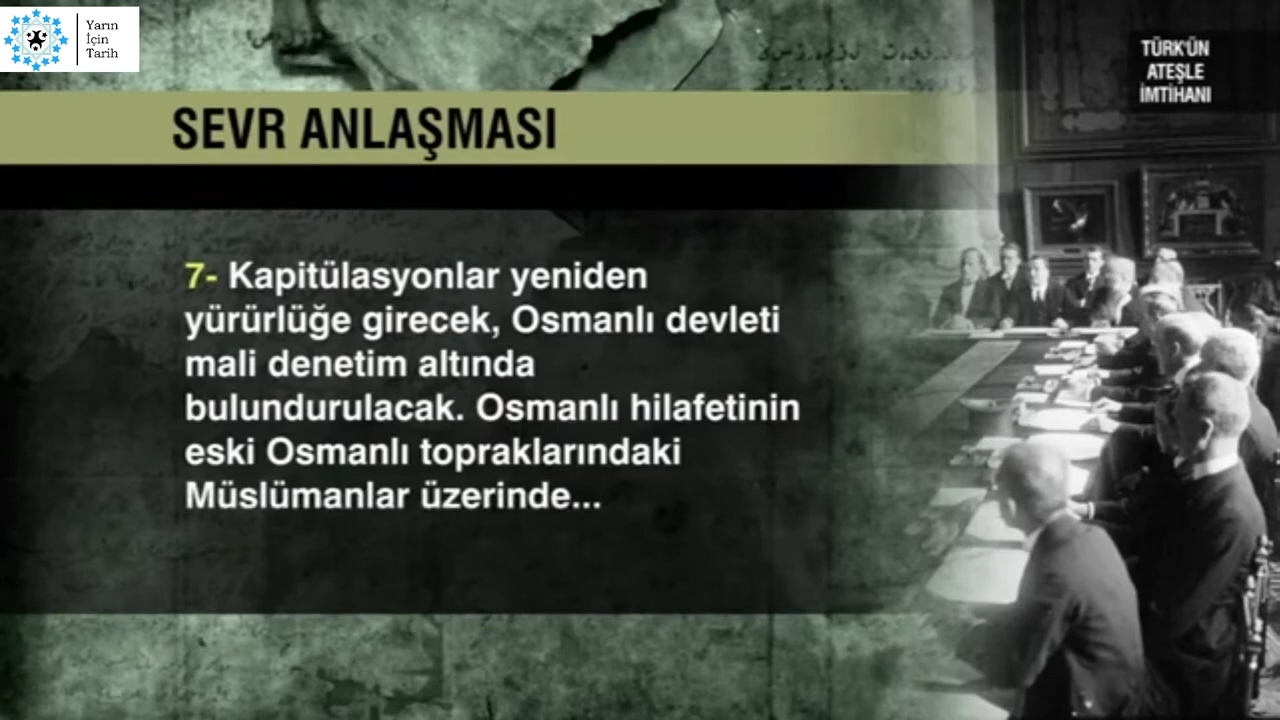 Yarın
İçin
Tarih
TÜRK'ÜN
ATEŞLE
İMTİHANI
SEVR ANLAŞMASI
7- Kapitülasyonlar yeniden
yürürlüğe girecek, Osmanlı devleti
mali denetim altında
bulundurulacak. Osmanlı hilafetinin
eski Osmanlı topraklarındaki
Müslümanlar üzerinde...